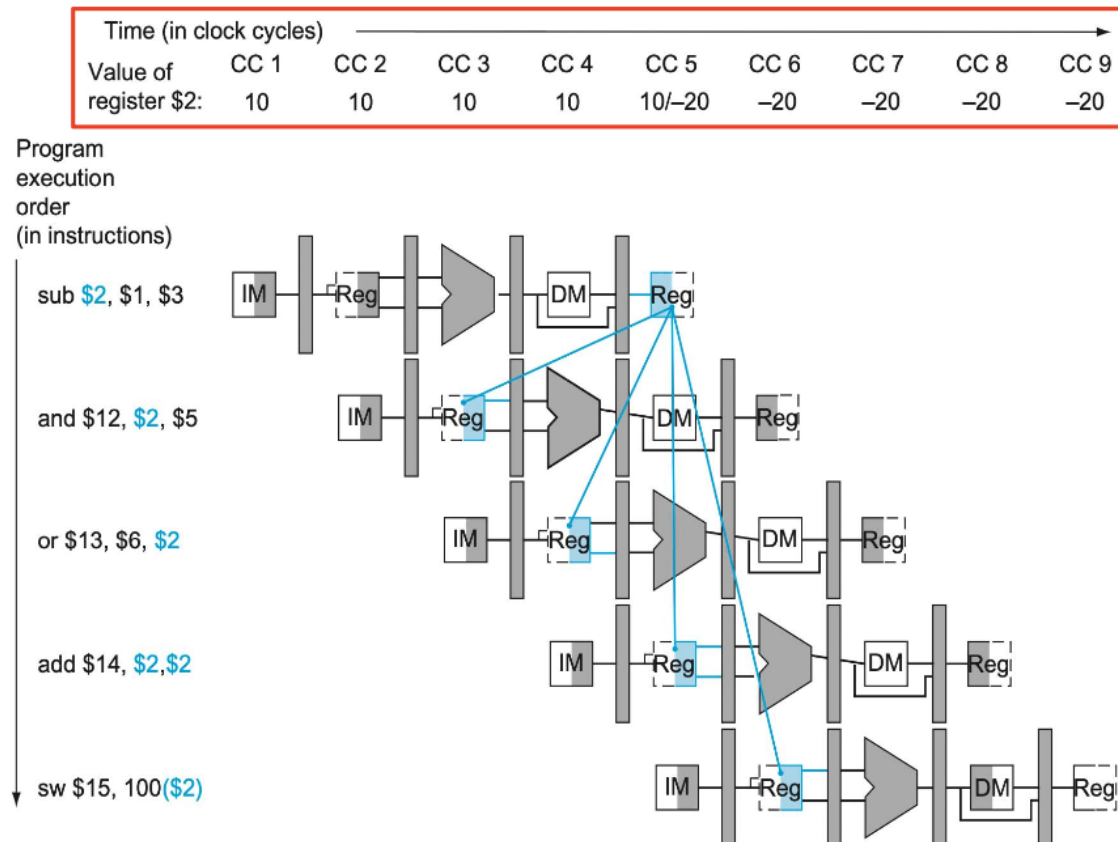 Time (in clock cycles)
Value of register $2:
CC 1 CC 2 CC 3 CC 4 CC 5 CC 6 CC 7 CC 8 CC 9
10 10 10 10 10/–20 –20 –20 –20 –20
Program
execution
order
(in instructions)
sub $2, $1, $3
IM Reg DM Reg
and $12, $2, $5
IM Reg DM Reg
or $13, $6, $2
IM Reg DM Reg
add $14, $2,$2
IM Reg DM Reg
sw $15, 100($2)
IM Reg DM Reg